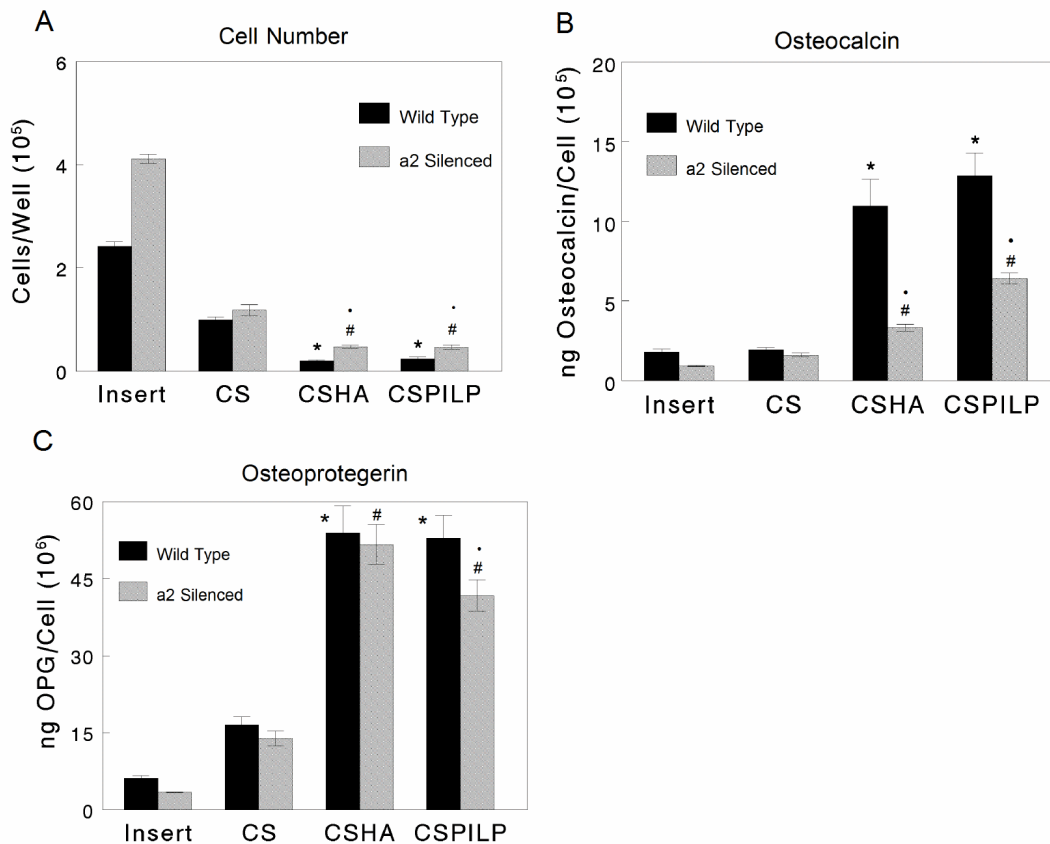 A
Cell Number
6
4
2
0
Cells/Well (10⁵)
Wild Type
a2 Silenced
* • # * • #
Insert CS CSHA CSPILP
B
Osteocalcin
20
15
10
5
0
ng Osteocalcin/Cell (10⁵)
Wild Type
a2 Silenced
* • # * • #
Insert CS CSHA CSPILP
C
Osteoprotegerin
60
45
30
15
0
ng OPG/Cell (10⁶)
Wild Type
a2 Silenced
* # * • #
Insert CS CSHA CSPILP